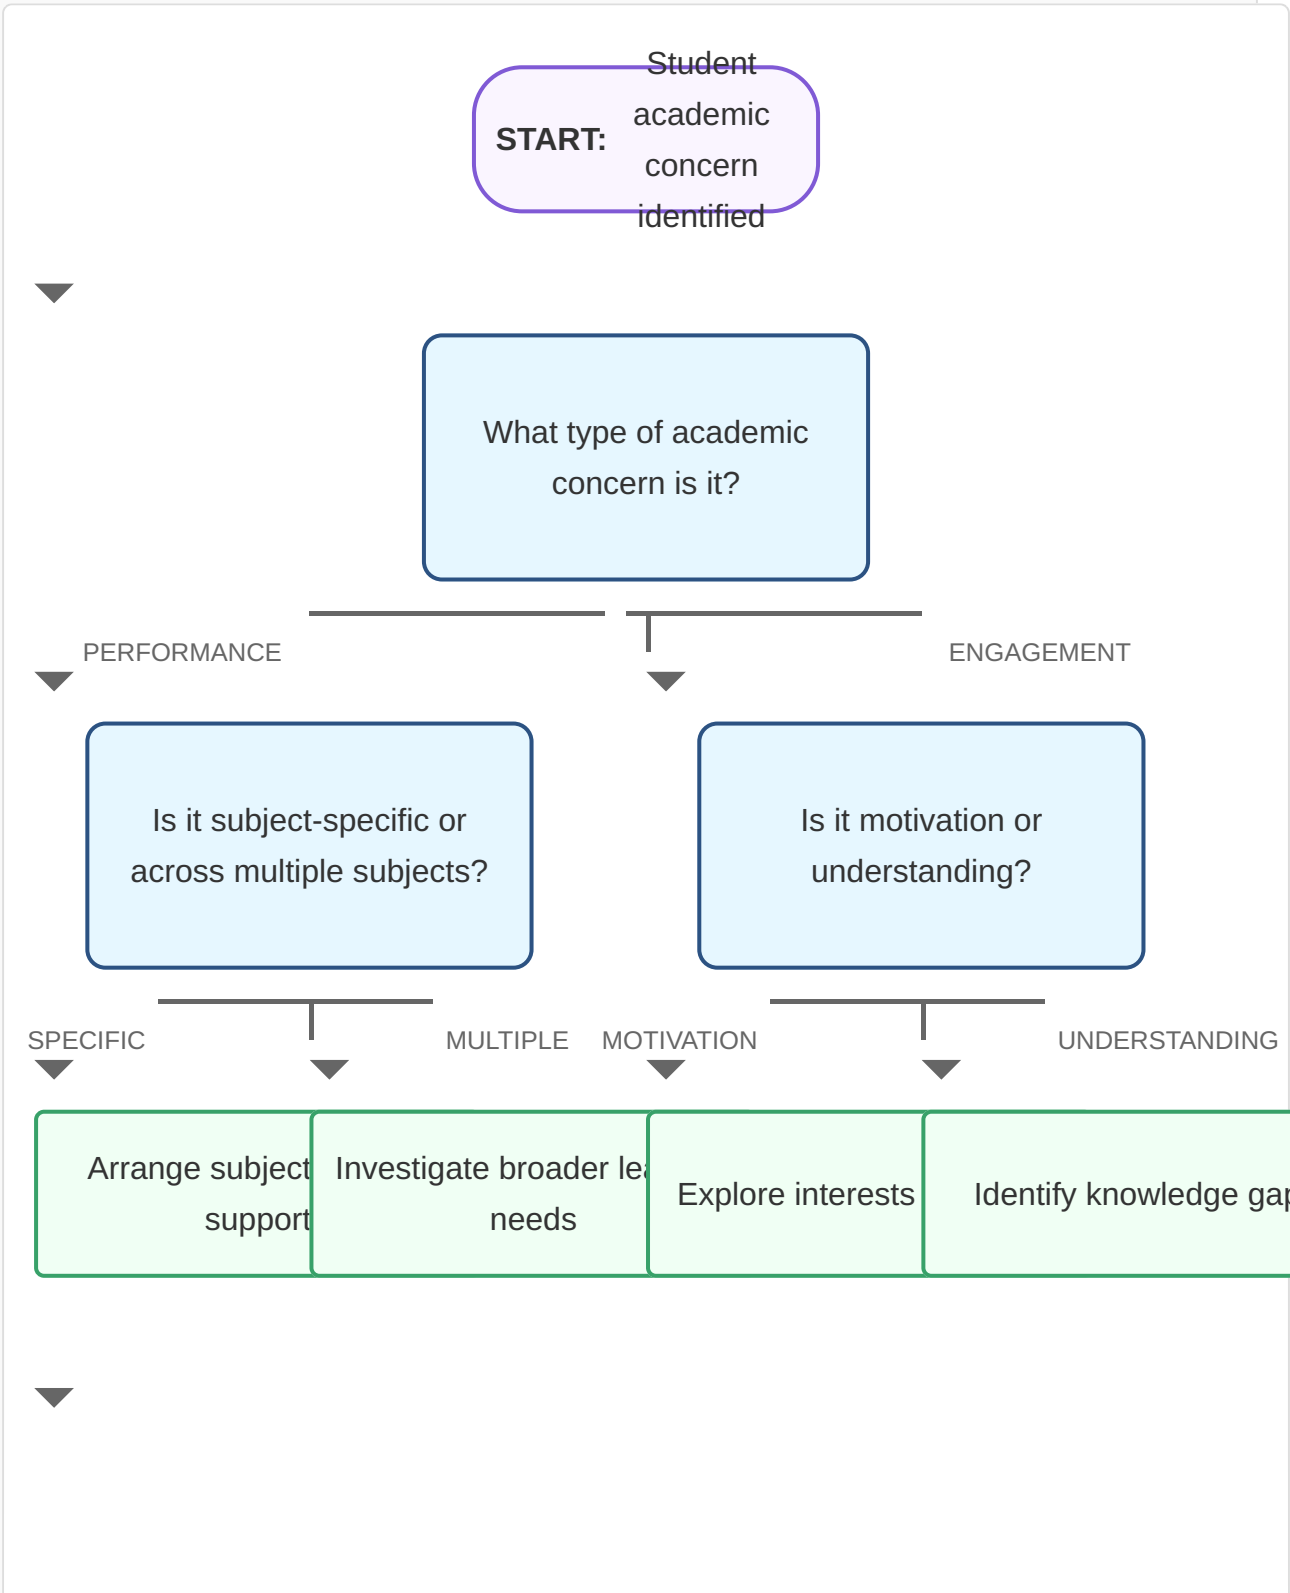 START:
Student
academic
concern
identified
What type of academic
concern is it?
PERFORMANCE
ENGAGEMENT
Is it subject-specific or
across multiple subjects?
Is it motivation or
understanding?
SPECIFIC
MULTIPLE
MOTIVATION
UNDERSTANDING
Arrange subject
support
Investigate broader
needs
Explore interests
Identify knowledge